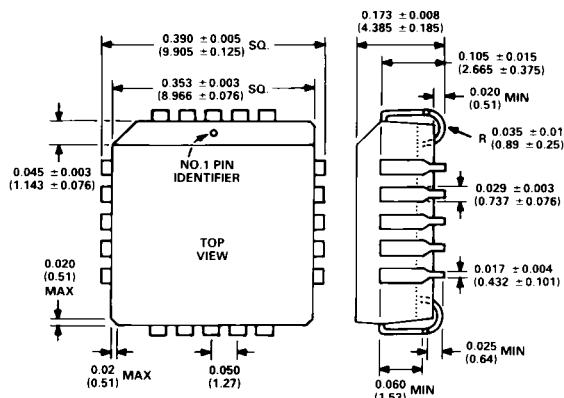 0.390 ± 0.005
(9.905 ± 0.125) SQ.
0.353 ± 0.003
(8.966 ± 0.076) SQ.
0.045 ± 0.003
(1.143 ± 0.076)
NO.1 PIN
IDENTIFIER
TOP
VIEW
0.020
(0.51)
MAX
0.02
(0.51) MAX
0.050
(1.27)
0.173 ± 0.008
(4.385 ± 0.185)
0.105 ± 0.015
(2.665 ± 0.375)
0.020
(0.51) MIN
R 0.035 ± 0.01
(0.89 ± 0.25)
0.029 ± 0.003
(0.737 ± 0.076)
0.017 ± 0.004
(0.432 ± 0.101)
0.025
(0.64) MIN
0.060 MIN
(1.53)